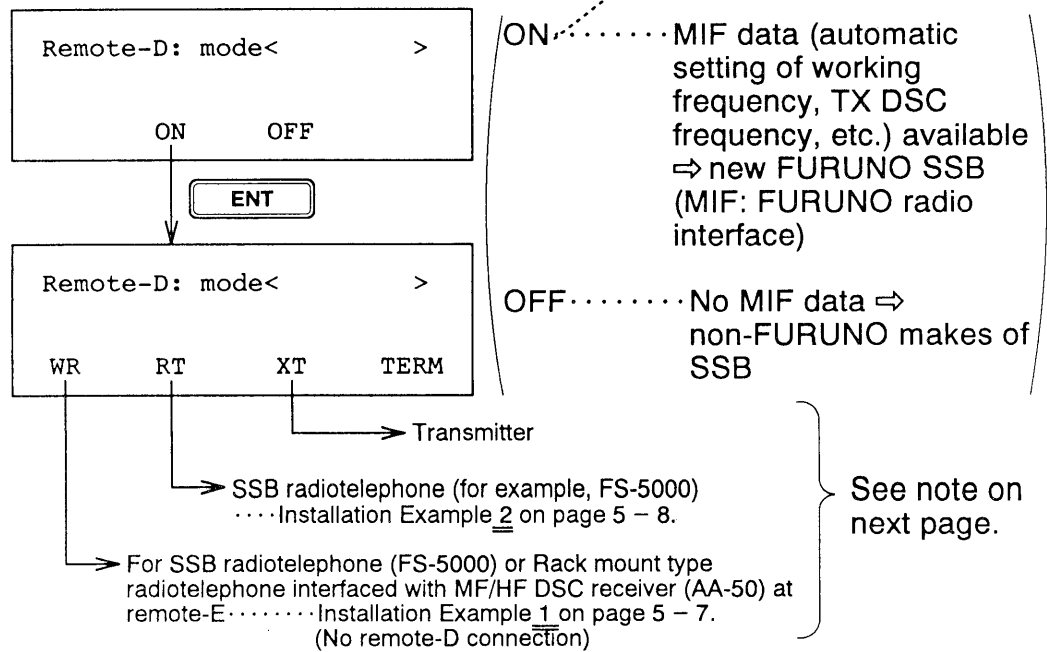 Remote-D: mode<        >
ON        OFF
ENT
Remote-D: mode<        >
WR        RT        XT        TERM
ON········MIF data (automatic
setting of working
frequency, TX DSC
frequency, etc.) available
⇨ new FURUNO SSB
(MIF: FURUNO radio
interface)
OFF········No MIF data ⇨
non-FURUNO makes of
SSB
Transmitter
SSB radiotelephone (for example, FS-5000)
····Installation Example 2 on page 5 – 8.
For SSB radiotelephone (FS-5000) or Rack mount type
radiotelephone interfaced with MF/HF DSC receiver (AA-50) at
remote-E········Installation Example 1 on page 5 – 7.
(No remote-D connection)
See note on
next page.